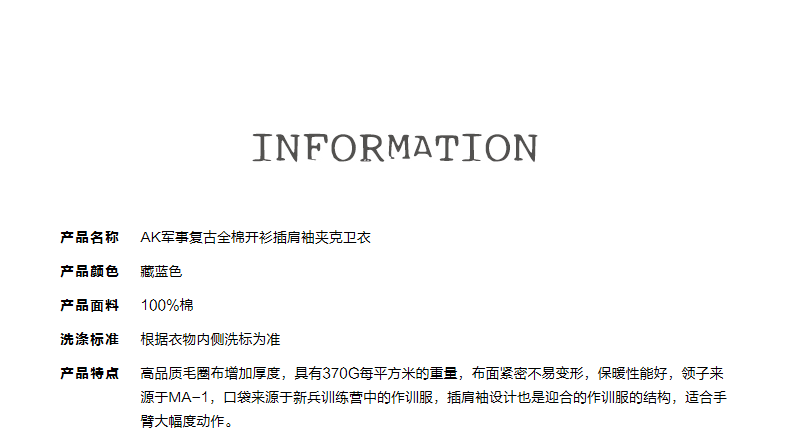 INFORMATION
产品名称 AK军事复古全棉开衫插肩袖夹克卫衣
产品颜色 藏蓝色
产品面料 100%棉
洗涤标准 根据衣物内侧洗标为准
产品特点 高品质毛圈布增加厚度，具有370G每平方米的重量，布面紧密不易变形，保暖性能好，领子来
源于MA-1，口袋来源于新兵训练营中的作训服，插肩袖设计也是迎合的作训服的结构，适合手
臂大幅度动作。